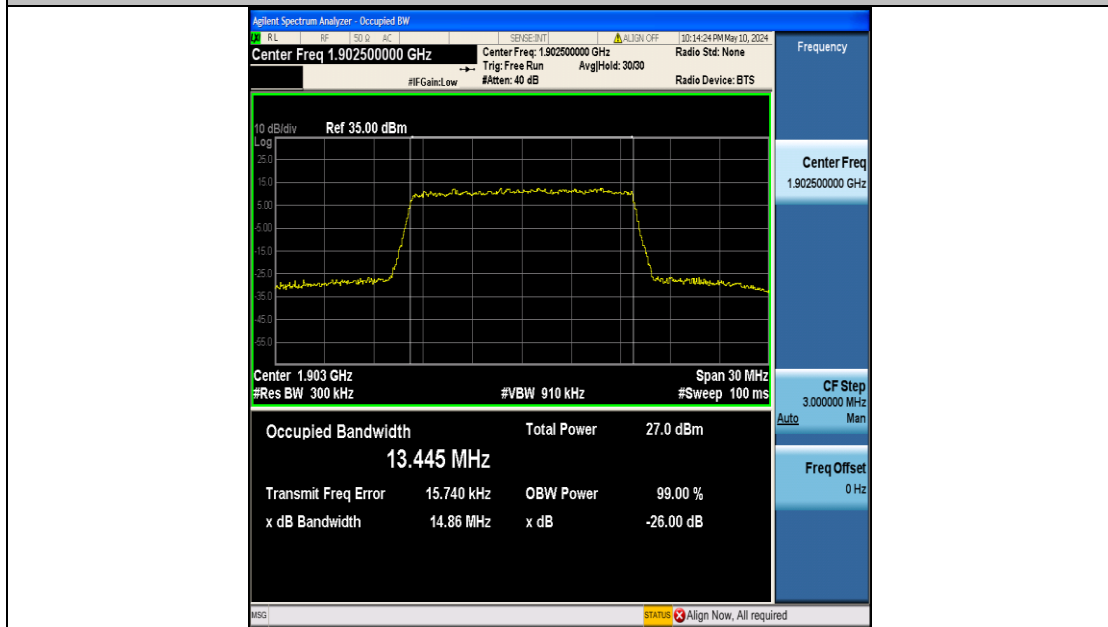 Agilent Spectrum Analyzer - Occupied BW
LXI RL RF 50 Ω AC SENSE:INT ALIGN OFF 10:14:24 PM May 10, 2024
Center Freq 1.902500000 GHz
Center Freq: 1.902500000 GHz Radio Std: None
Trig: Free Run Avg|Hold: 30/30
#IFGain:Low #Atten: 40 dB Radio Device: BTS
10 dB/div Ref 35.00 dBm
Log
25.0
15.0
5.00
-5.00
-15.0
-25.0
-35.0
-45.0
-55.0
Center 1.903 GHz Span 30 MHz
#Res BW 300 kHz #VBW 910 kHz #Sweep 100 ms
Occupied Bandwidth Total Power 27.0 dBm
13.445 MHz
Transmit Freq Error 15.740 kHz OBW Power 99.00 %
x dB Bandwidth 14.86 MHz x dB -26.00 dB
Frequency
Center Freq
1.902500000 GHz
CF Step
3.000000 MHz
Auto Man
Freq Offset
0 Hz
MSG STATUS Align Now, All required